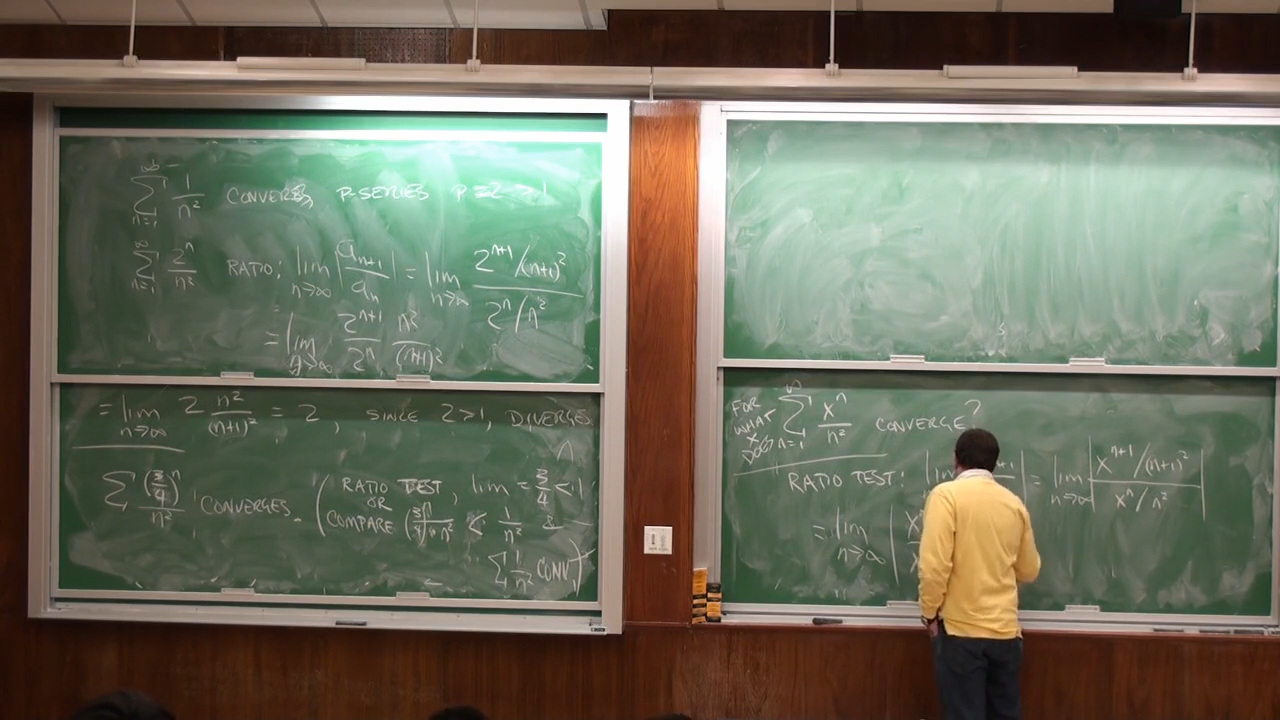 ∞ ∑ n=1 1/n² CONVERGES P-SERIES P=2>1
∞ ∑ n=1 2ⁿ/n² RATIO: lim n→∞ |aₙ₊₁/aₙ| = lim n→∞ (2ⁿ⁺¹/(n+1)²)/(2ⁿ/n²)
= lim n→∞ 2ⁿ⁺¹/2ⁿ n²/(n+1)²
= lim n→∞ 2 n²/(n+1)² = 2, SINCE 2>1, DIVERGES
∑ (3/4)ⁿ/n² CONVERGES. (RATIO TEST, lim = 3/4 < 1
OR
COMPARE (3/4)ⁿ/n² < 1/n² &
∑ 1/n² CONV)
FOR WHAT x DOES ∞ ∑ n=1 xⁿ/n² CONVERGE?
RATIO TEST: = lim n→∞ |(xⁿ⁺¹/(n+1)²)/(xⁿ/n²)|
= lim n→∞